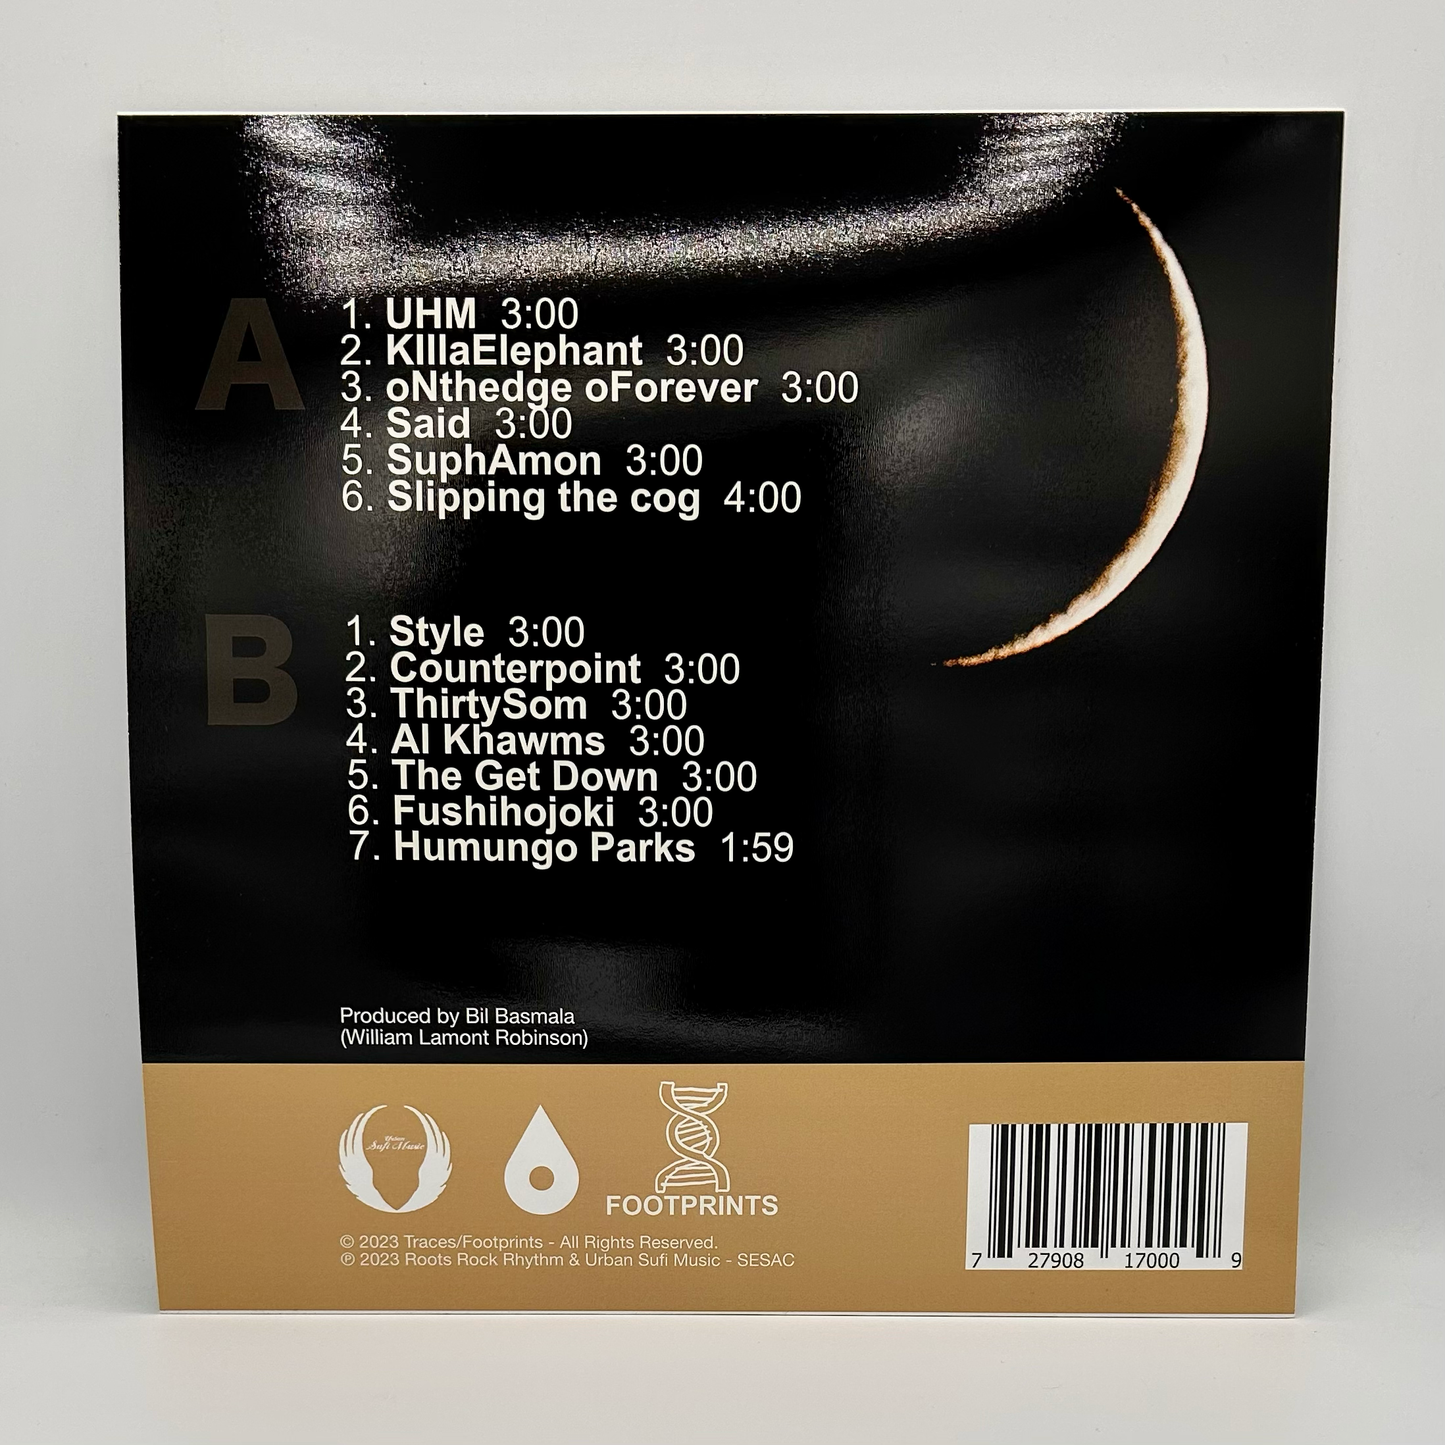 A
1. UHM 3:00
2. KIllaElephant 3:00
3. oNthedge oForever 3:00
4. Said 3:00
5. SuphAmon 3:00
6. Slipping the cog 4:00
B
1. Style 3:00
2. Counterpoint 3:00
3. ThirtySom 3:00
4. Al Khawms 3:00
5. The Get Down 3:00
6. Fushihojoki 3:00
7. Humungo Parks 1:59
Produced by Bil Basmala
(William Lamont Robinson)
Urban
Sufi Music
FOOTPRINTS
© 2023 Traces/Footprints - All Rights Reserved.
℗ 2023 Roots Rock Rhythm & Urban Sufi Music - SESAC
7 27908 17000 9